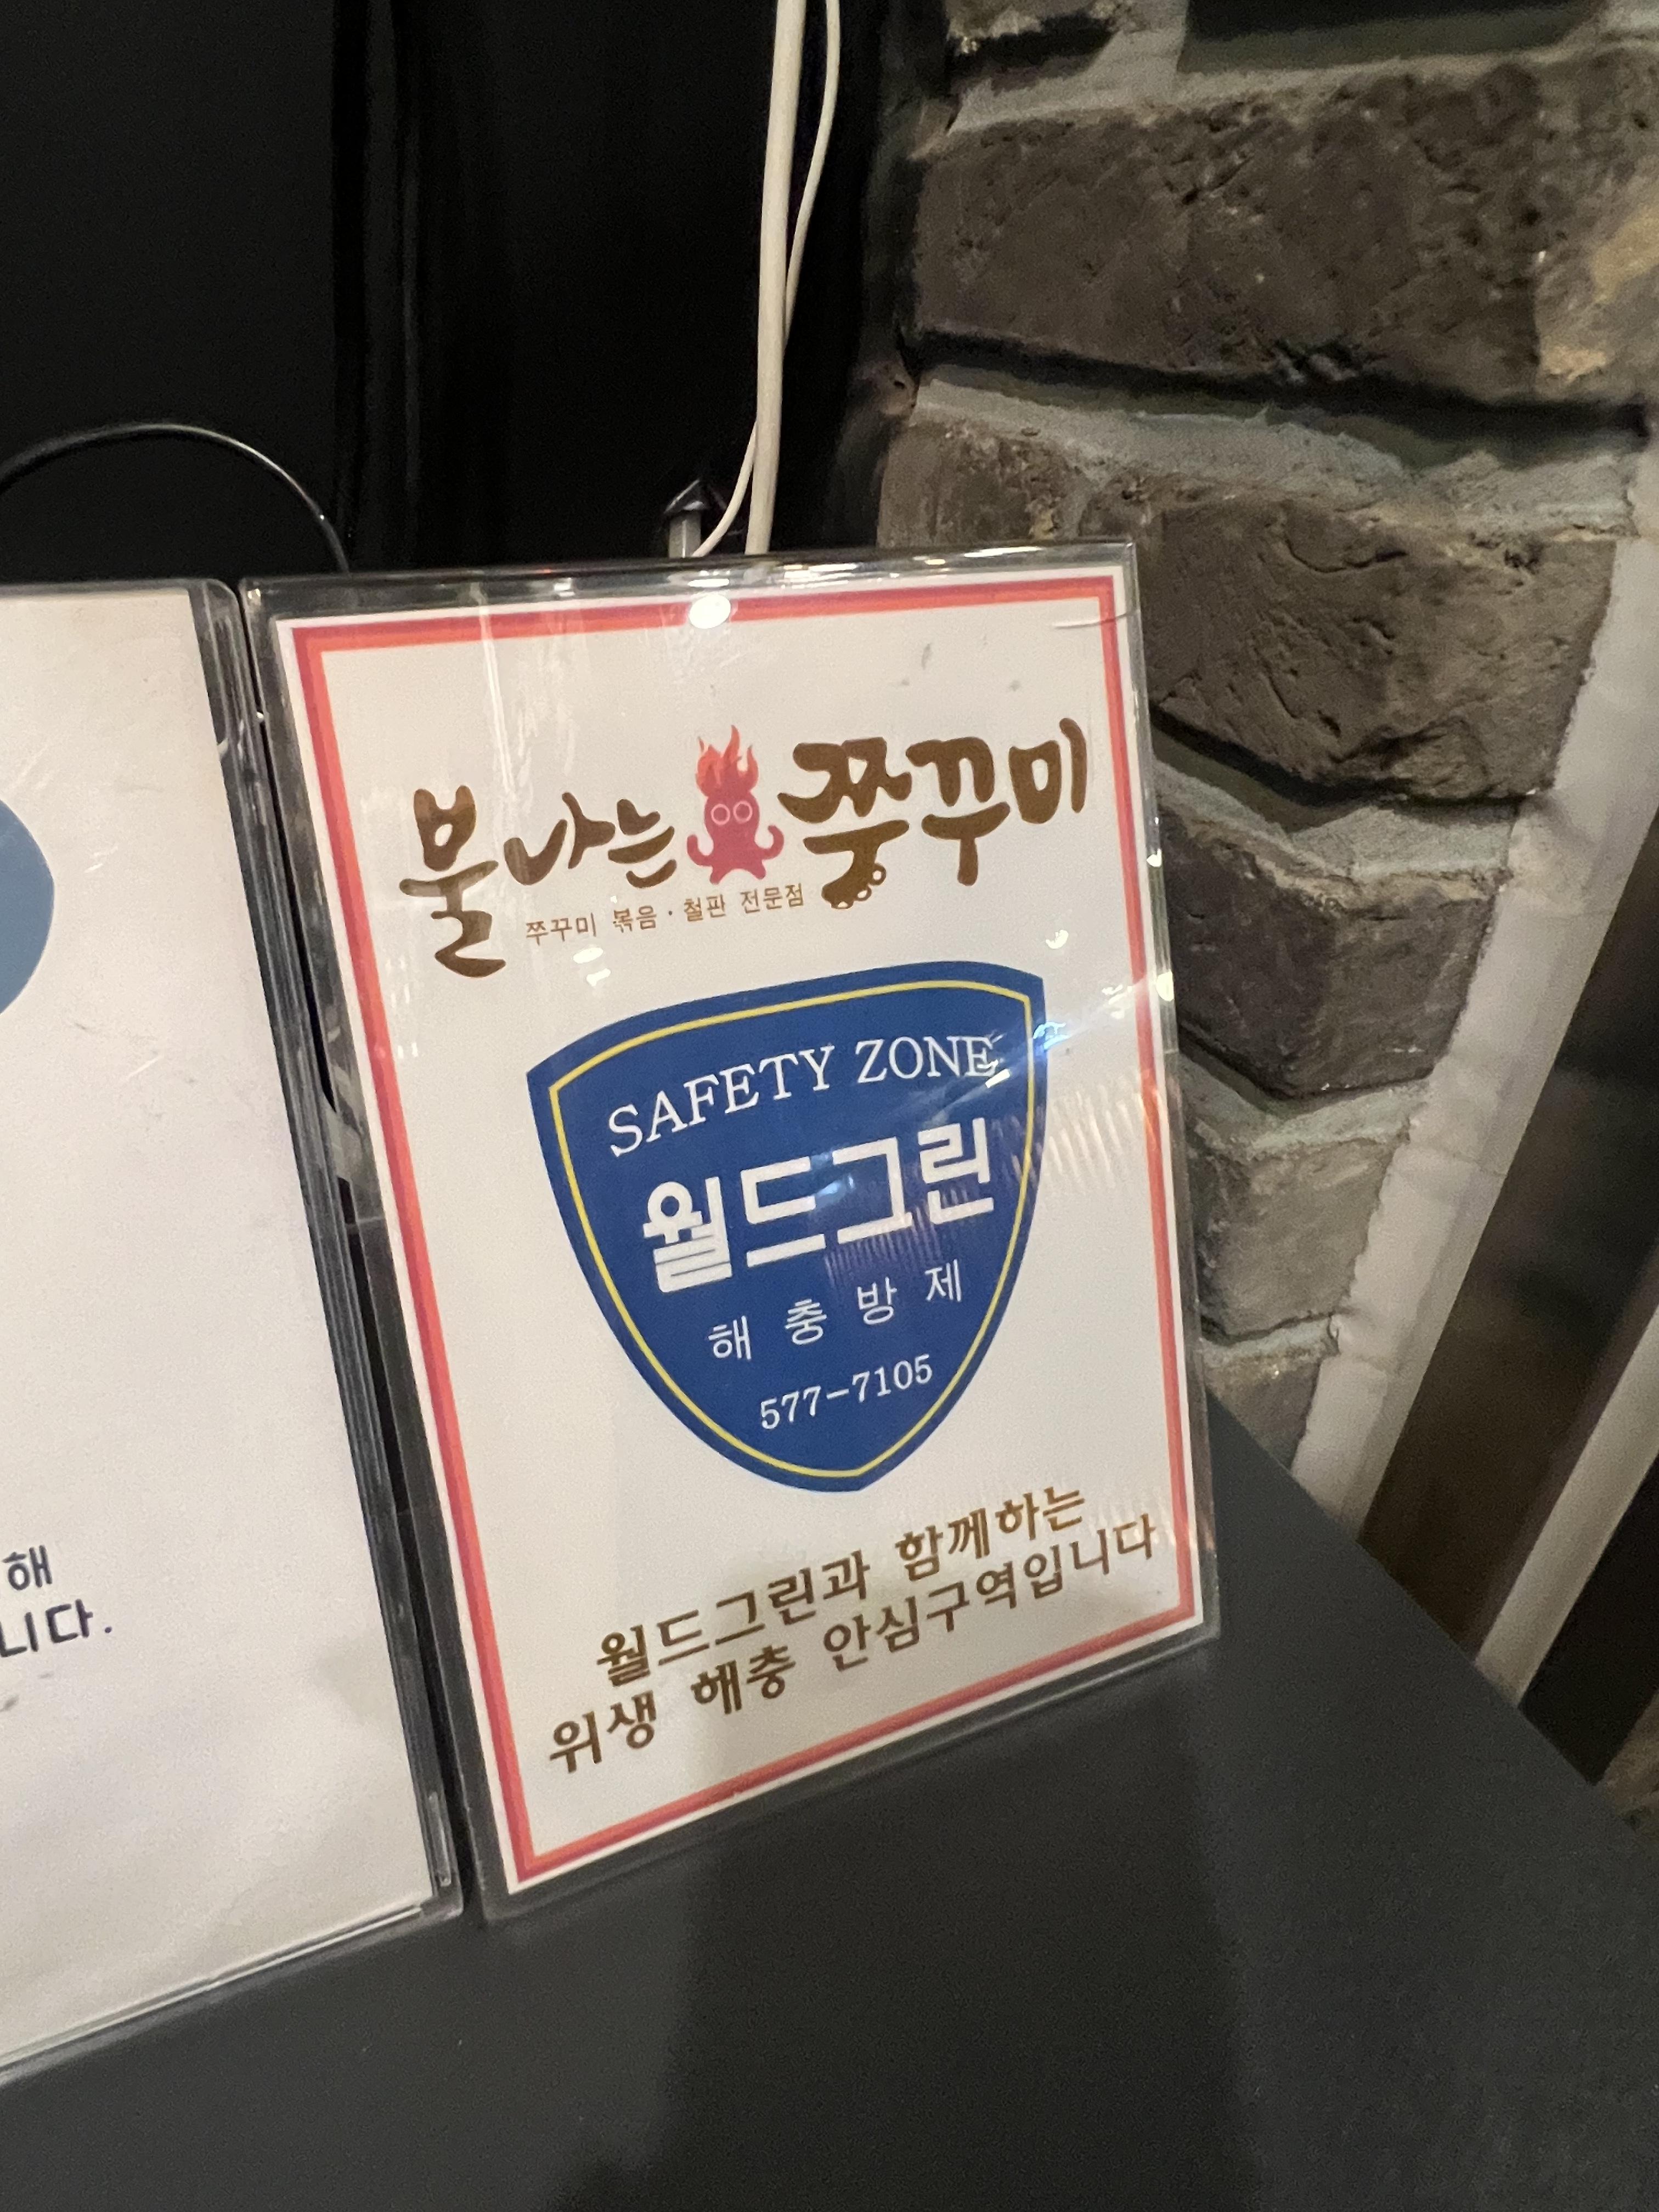 불나는 쭝꾸미
쭈꾸미 볶음·철판 전문점
SAFETY ZONE
월드그린
해충방제
577-7105
월드그린과 함께하는
위생 해충 안심구역입니다
해
니다.